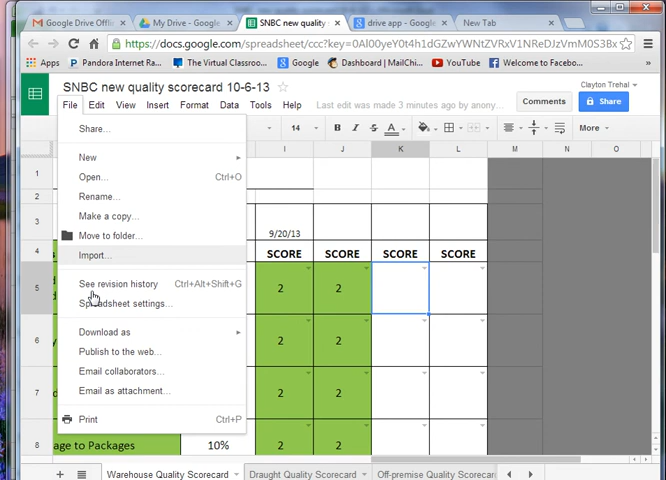 Google Drive Offli
My Drive - Google
SNBC new quality s
drive app - Google S
New Tab
https://docs.google.com/spreadsheet/ccc?key=0Al00yeY0t4h1dGZwYWNtZVRxV1NReDJzVmM0S3Bx
Apps
Pandora Internet Ra
The Virtual Classroo
Google
Dashboard | MailChi
YouTube
Welcome to Facebo
SNBC new quality scorecard 10-6-13
Clayton Trehal
File Edit View Insert Format Data Tools Help
Last edit was made 3 minutes ago by anony
Comments
Share
14
B I S A
More
I J K L M N O
Share...
New
Open... Ctrl+O
Rename...
Make a copy...
Move to folder...
Import...
See revision history Ctrl+Alt+Shift+G
Spreadsheet settings...
Download as
Publish to the web...
Email collaborators...
Email as attachment...
Print Ctrl+P
1
2
3 9/20/13
4 SCORE SCORE SCORE SCORE
5 2 2
6 2 2
7 2 2
8 age to Packages 10% 2 2
Warehouse Quality Scorecard
Draught Quality Scorecard
Off-premise Quality Scorecard